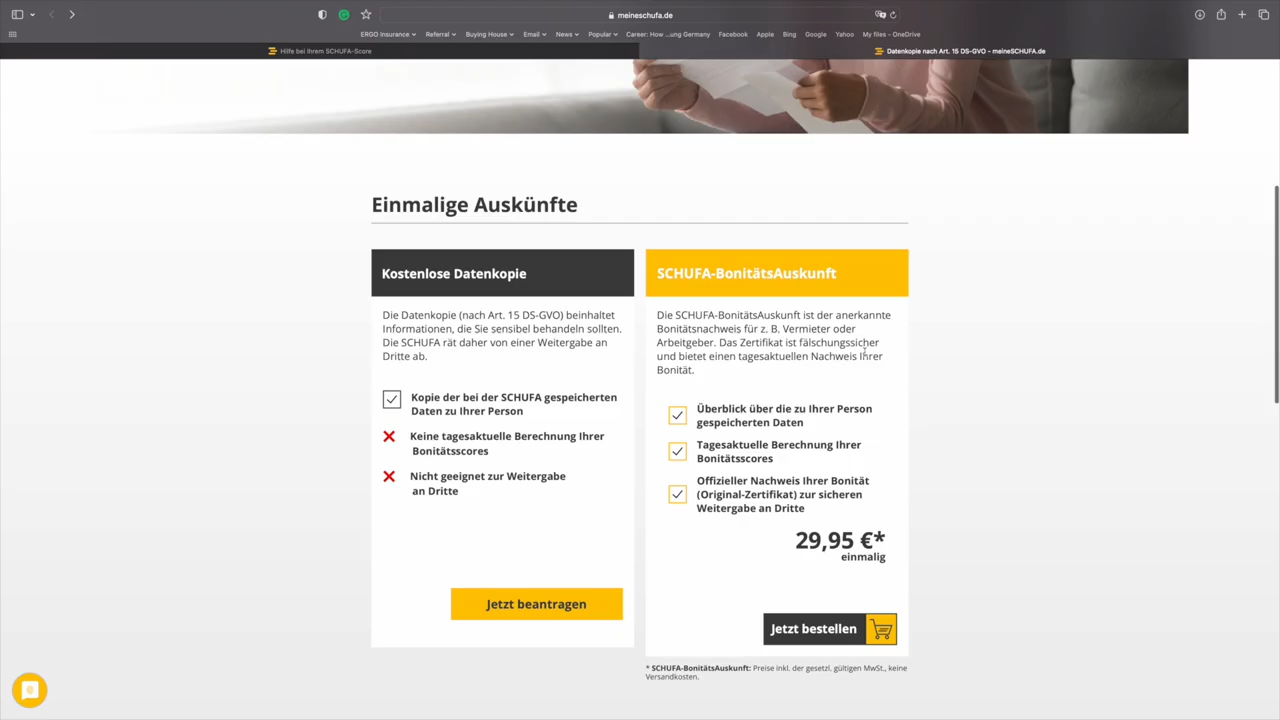 meineschufa.de
ERGO Insurance
Referral
Buying House
Email
News
Popular
Career: How ...ung Germany
Facebook
Apple
Bing
Google
Yahoo
My files – OneDrive
Hilfe bei Ihrem SCHUFA-Score
Datenkopie nach Art. 15 DS-GVO – meineSCHUFA.de
Einmalige Auskünfte
Kostenlose Datenkopie
Die Datenkopie (nach Art. 15 DS-GVO) beinhaltet
Informationen, die Sie sensibel behandeln sollten.
Die SCHUFA rät daher von einer Weitergabe an
Dritte ab.
Kopie der bei der SCHUFA gespeicherten
Daten zu Ihrer Person
Keine tagesaktuelle Berechnung Ihrer
Bonitätsscores
Nicht geeignet zur Weitergabe
an Dritte
Jetzt beantragen
SCHUFA-BonitätsAuskunft
Die SCHUFA-BonitätsAuskunft ist der anerkannte
Bonitätsnachweis für z. B. Vermieter oder
Arbeitgeber. Das Zertifikat ist fälschungssicher
und bietet einen tagesaktuellen Nachweis Ihrer
Bonität.
Überblick über die zu Ihrer Person
gespeicherten Daten
Tagesaktuelle Berechnung Ihrer
Bonitätsscores
Offizieller Nachweis Ihrer Bonität
(Original-Zertifikat) zur sicheren
Weitergabe an Dritte
29,95 €*
einmalig
Jetzt bestellen
* SCHUFA-BonitätsAuskunft: Preise inkl. der gesetzl. gültigen MwSt., keine
Versandkosten.